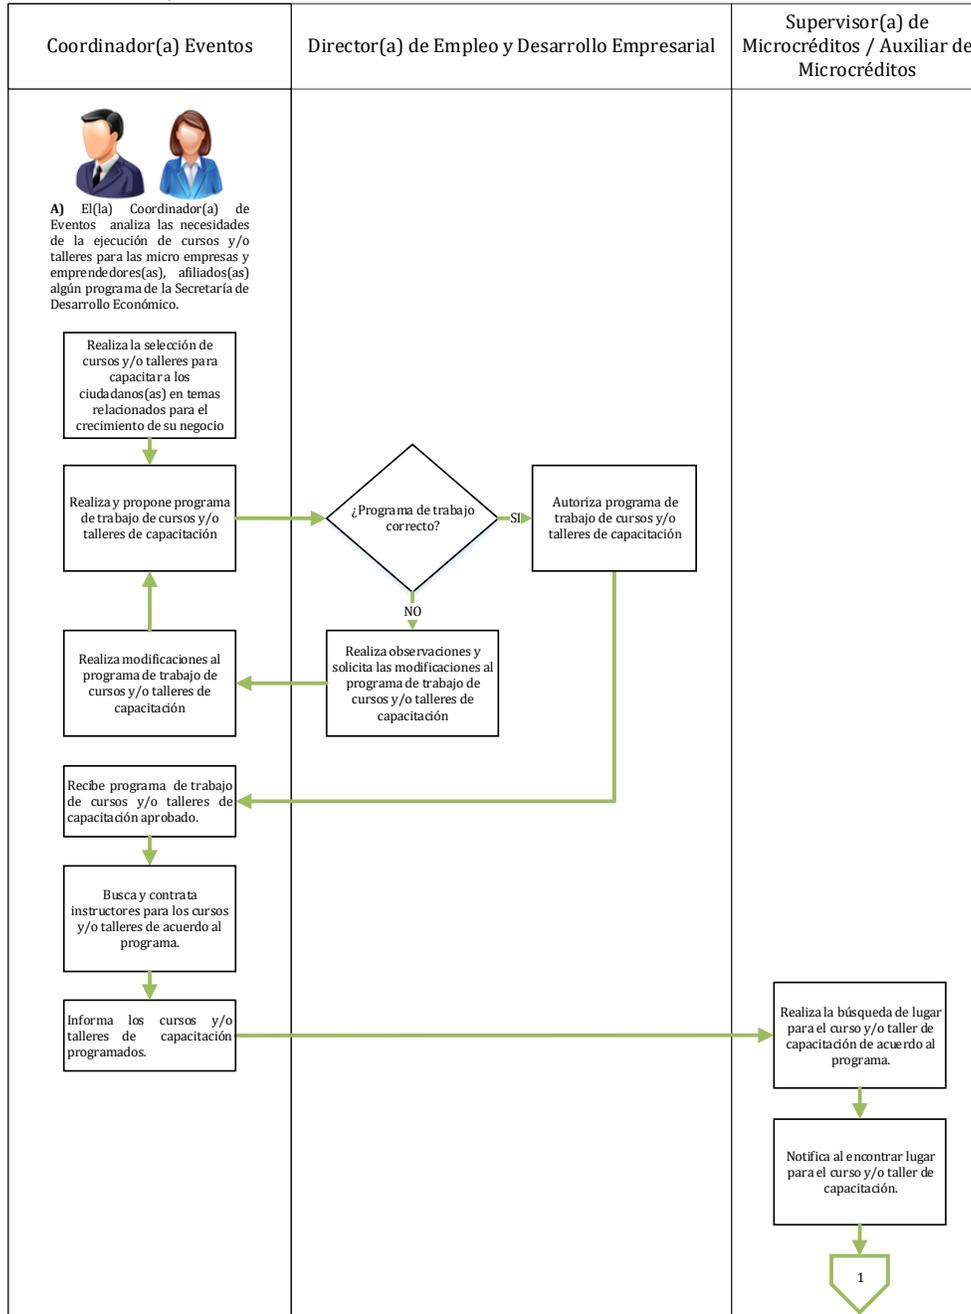 Coordinador(a) Eventos
Director(a) de Empleo y Desarrollo Empresarial
Supervisor(a) de
Microcréditos / Auxiliar de
Microcréditos
A) El(la) Coordinador(a) de
Eventos analiza las necesidades
de la ejecución de cursos y/o
talleres para las micro empresas y
emprendedores(as), afiliados(as)
algún programa de la Secretaría de
Desarrollo Económico.
Realiza la selección de
cursos y/o talleres para
capacitar a los
ciudadanos(as) en temas
relacionados para el
crecimiento de su negocio
Realiza y propone programa
de trabajo de cursos y/o
talleres de capacitación
¿Programa de trabajo
correcto?
SI
Autoriza programa de
trabajo de cursos y/o
talleres de capacitación
NO
Realiza modificaciones al
programa de trabajo de
cursos y/o talleres de
capacitación
Realiza observaciones y
solicita las modificaciones al
programa de trabajo de
cursos y/o talleres de
capacitación
Recibe programa de trabajo
de cursos y/o talleres de
capacitación aprobado.
Busca y contrata
instructores para los cursos
y/o talleres de acuerdo al
programa.
Informa los cursos y/o
talleres de capacitación
programados.
Realiza la búsqueda de lugar
para el curso y/o taller de
capacitación de acuerdo al
programa.
Notifica al encontrar lugar
para el curso y/o taller de
capacitación.
1